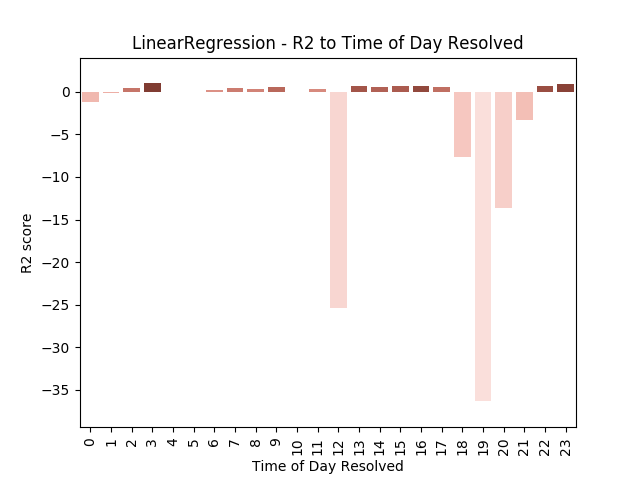 LinearRegression - R2 to Time of Day Resolved
R2 score
0
−5
−10
−15
−20
−25
−30
−35
0 1 2 3 4 5 6 7 8 9 10 11 12 13 14 15 16 17 18 19 20 21 22 23
Time of Day Resolved